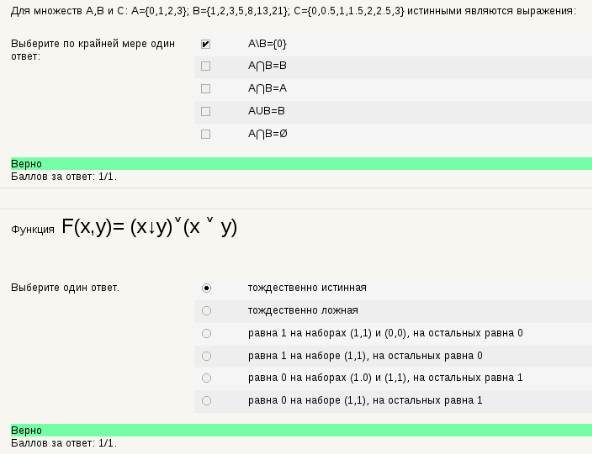 Для множеств A,B и C: A={0,1,2,3}; B={1,2,3,5,8,13,21}; C={0,0.5,1,1.5,2,2.5,3} истинными являются выражения:
Выберите по крайней мере один ответ:
A\B={0}
A⋂B=B
A⋂B=A
A∪B=B
A⋂B=Ø
Верно
Баллов за ответ: 1/1.
Функция F(x,y)= (x↓y)˅(x ˅ y)
Выберите один ответ.
тождественно истинная
тождественно ложная
равна 1 на наборах (1,1) и (0,0), на остальных равна 0
равна 1 на наборе (1,1), на остальных равна 0
равна 0 на наборах (1.0) и (1,1), на остальных равна 1
равна 0 на наборе (1,1), на остальных равна 1
Верно
Баллов за ответ: 1/1.